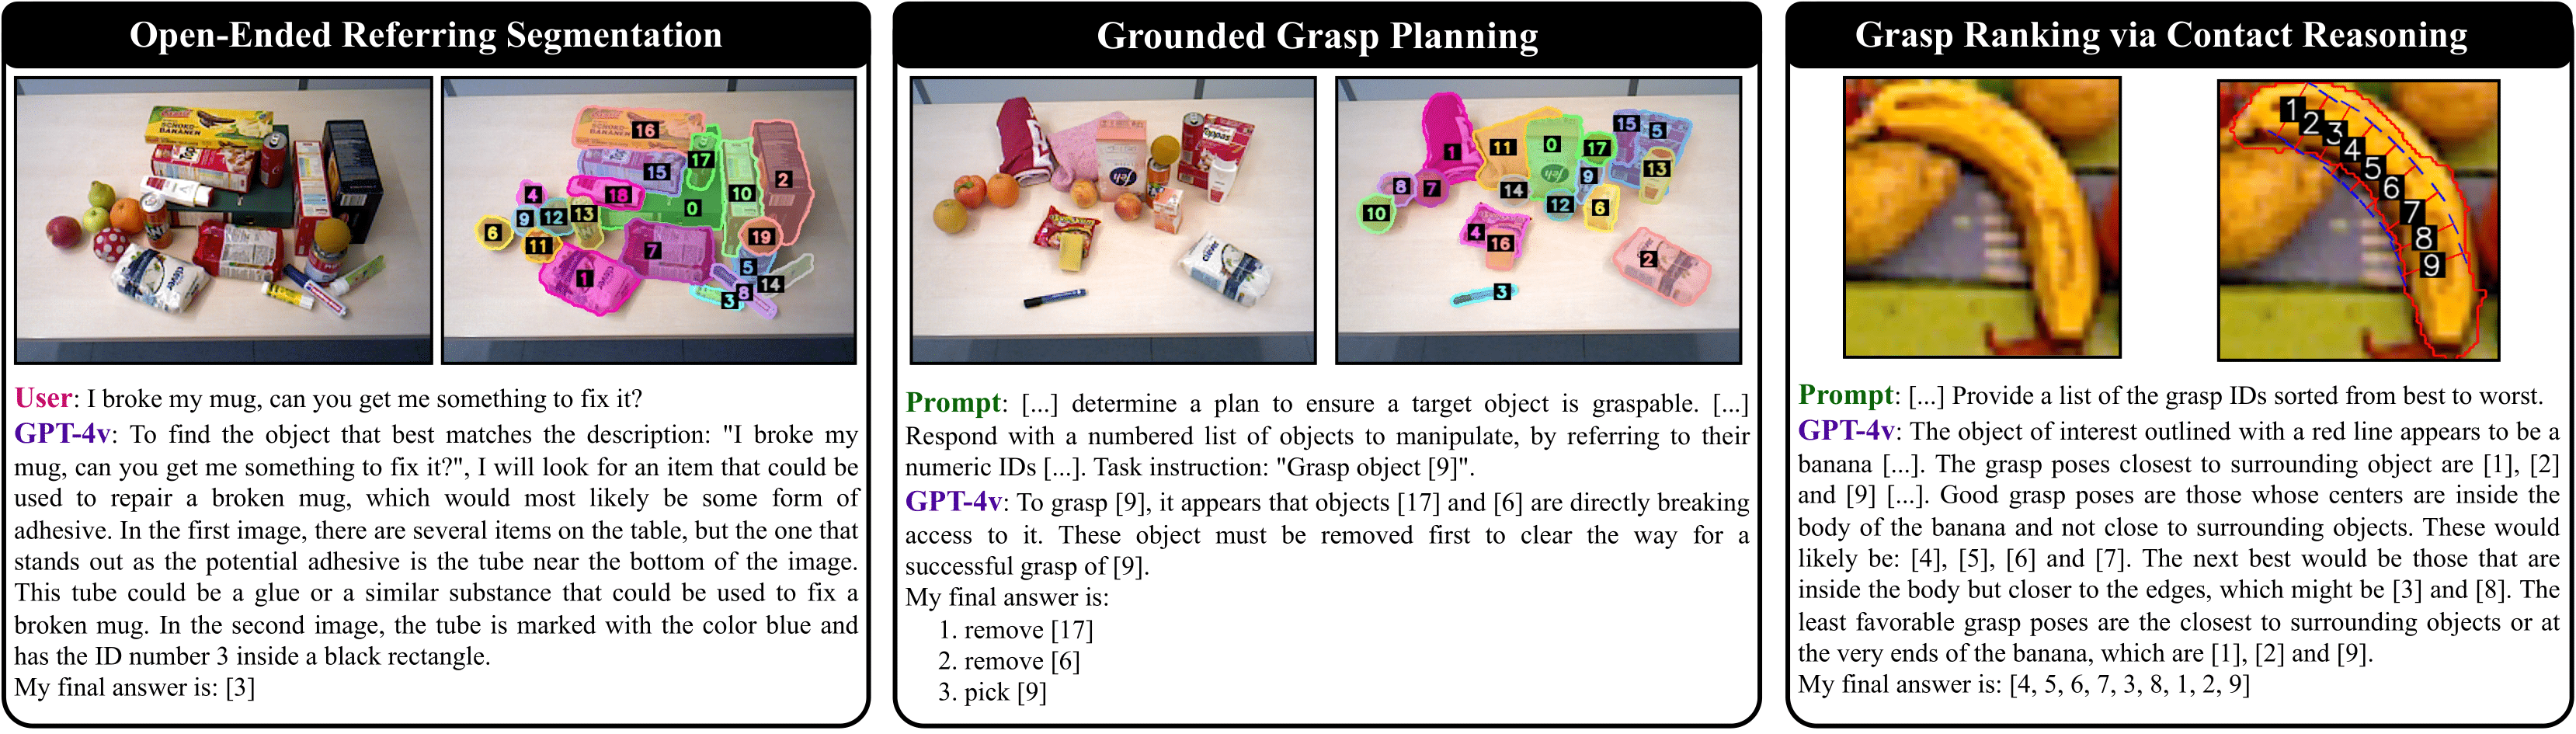 Open-Ended Referring Segmentation
16
17
15
10
2
4
18
0
9
12
13
6
11
19
7
5
1
14
8
3
User: I broke my mug, can you get me something to fix it?
GPT-4v: To find the object that best matches the description: "I broke my
mug, can you get me something to fix it?", I will look for an item that could be
used to repair a broken mug, which would most likely be some form of
adhesive. In the first image, there are several items on the table, but the one that
stands out as the potential adhesive is the tube near the bottom of the image.
This tube could be a glue or a similar substance that could be used to fix a
broken mug. In the second image, the tube is marked with the color blue and
has the ID number 3 inside a black rectangle.
My final answer is: [3]
Grounded Grasp Planning
clever
15
5
1
11
0
17
13
8
7
14
9
10
12
6
4
16
2
3
Prompt: [...] determine a plan to ensure a target object is graspable. [...]
Respond with a numbered list of objects to manipulate, by referring to their
numeric IDs [...]. Task instruction: "Grasp object [9]".
GPT-4v: To grasp [9], it appears that objects [17] and [6] are directly breaking
access to it. These object must be removed first to clear the way for a
successful grasp of [9].
My final answer is:
1. remove [17]
2. remove [6]
3. pick [9]
Grasp Ranking via Contact Reasoning
1
2
3
4
5
6
7
8
9
Prompt: [...] Provide a list of the grasp IDs sorted from best to worst.
GPT-4v: The object of interest outlined with a red line appears to be a
banana [...]. The grasp poses closest to surrounding object are [1], [2]
and [9] [...]. Good grasp poses are those whose centers are inside the
body of the banana and not close to surrounding objects. These would
likely be: [4], [5], [6] and [7]. The next best would be those that are
inside the body but closer to the edges, which might be [3] and [8]. The
least favorable grasp poses are the closest to surrounding objects or at
the very ends of the banana, which are [1], [2] and [9].
My final answer is: [4, 5, 6, 7, 3, 8, 1, 2, 9]